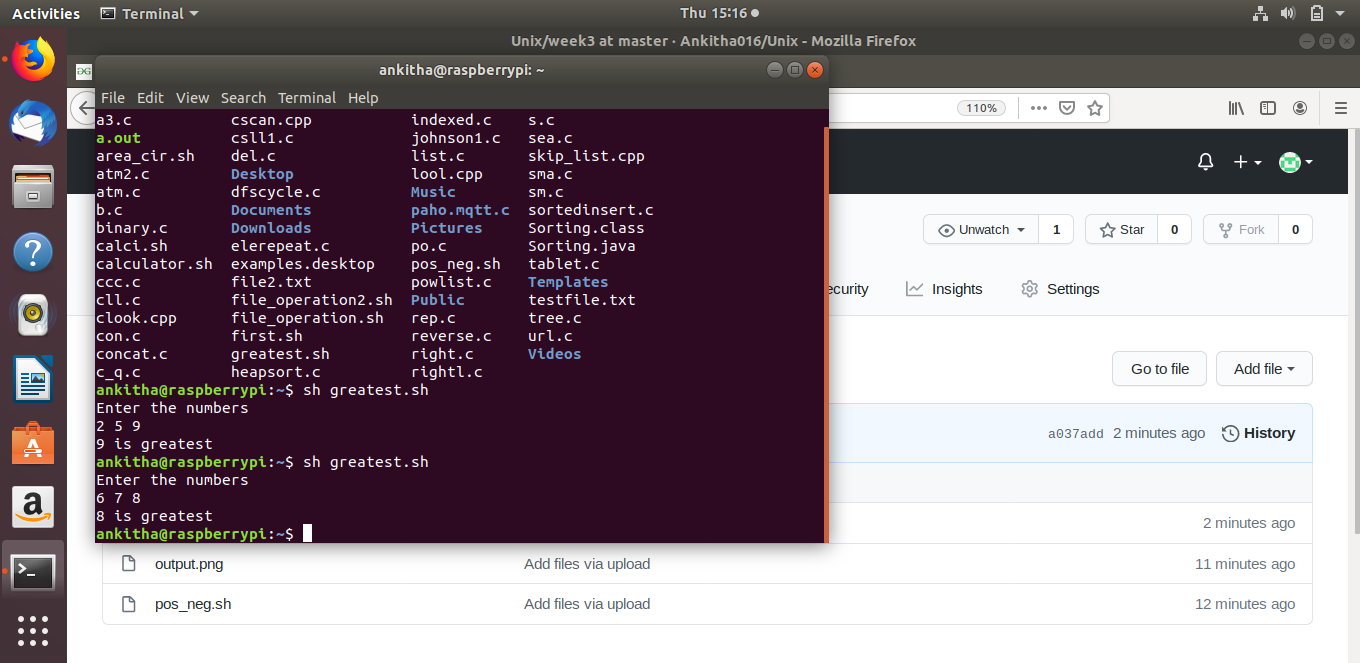 Activities Terminal Thu 15:16
Unix/week3 at master · Ankitha016/Unix - Mozilla Firefox
ankitha@raspberrypi: ~
File Edit View Search Terminal Help
110%
a3.c cscan.cpp indexed.c s.c
a.out csll1.c johnson1.c sea.c
area_cir.sh del.c list.c skip_list.cpp
atm2.c Desktop lool.cpp sma.c
atm.c dfscycle.c Music sm.c
b.c Documents paho.mqtt.c sortedinsert.c
binary.c Downloads Pictures Sorting.class
calci.sh elerepeat.c po.c Sorting.java
calculator.sh examples.desktop pos_neg.sh tablet.c
ccc.c file2.txt powlist.c Templates
cll.c file_operation2.sh Public testfile.txt
clook.cpp file_operation.sh rep.c tree.c
con.c first.sh reverse.c url.c
concat.c greatest.sh right.c Videos
c_q.c heapsort.c rightl.c
ankitha@raspberrypi:~$ sh greatest.sh
Enter the numbers
2 5 9
9 is greatest
ankitha@raspberrypi:~$ sh greatest.sh
Enter the numbers
6 7 8
8 is greatest
ankitha@raspberrypi:~$
Unwatch 1 Star 0 Fork 0
ecurity Insights Settings
Go to file Add file
a037add 2 minutes ago History
2 minutes ago
output.png Add files via upload 11 minutes ago
pos_neg.sh Add files via upload 12 minutes ago